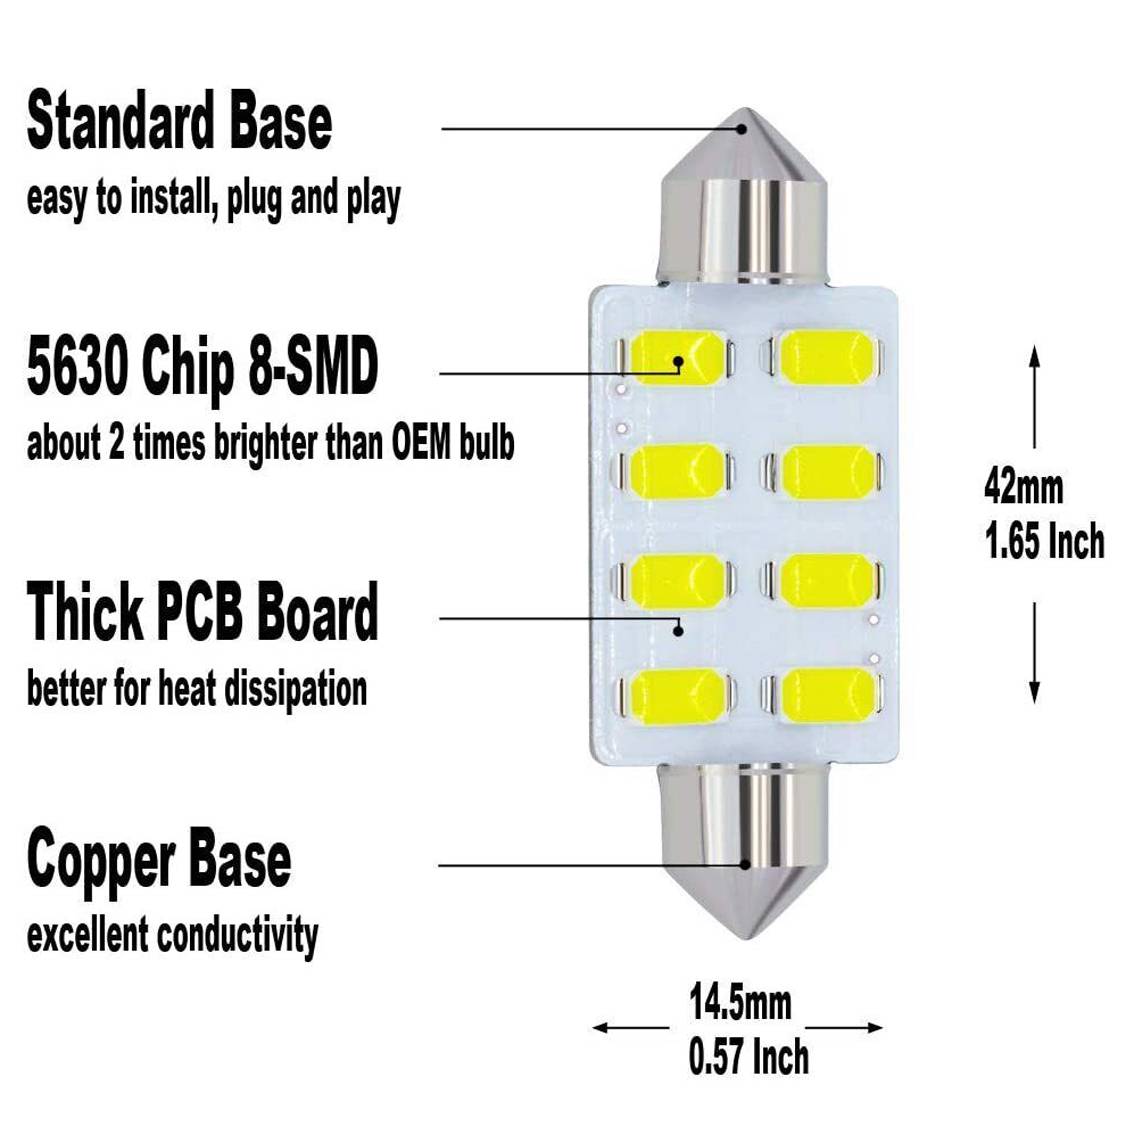 Standard Base
easy to install, plug and play
5630 Chip 8-SMD
about 2 times brighter than OEM bulb
42mm
1.65 Inch
Thick PCB Board
better for heat dissipation
Copper Base
excellent conductivity
14.5mm
0.57 Inch